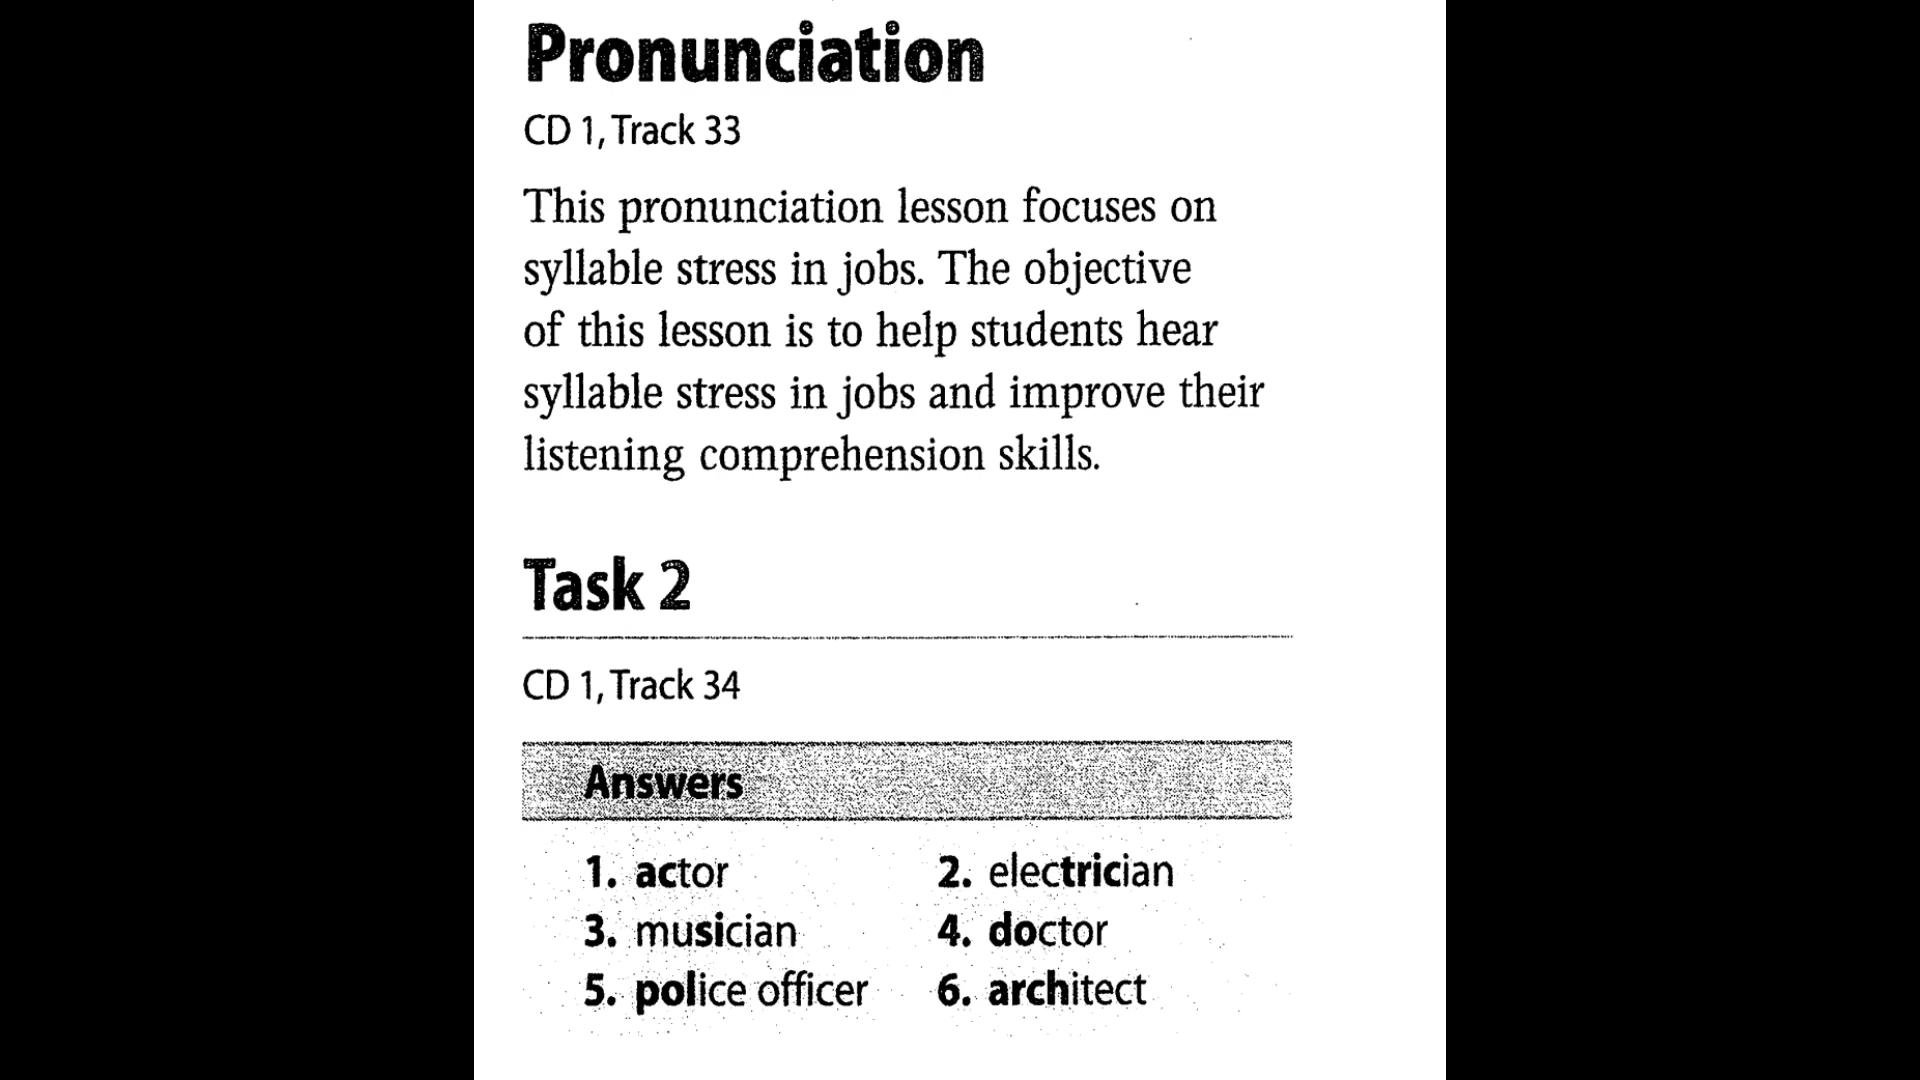 Pronunciation
CD 1, Track 33
This pronunciation lesson focuses on
syllable stress in jobs. The objective
of this lesson is to help students hear
syllable stress in jobs and improve their
listening comprehension skills.
Task 2
CD 1, Track 34
Answers
1. actor 2. electrician
3. musician 4. doctor
5. police officer 6. architect